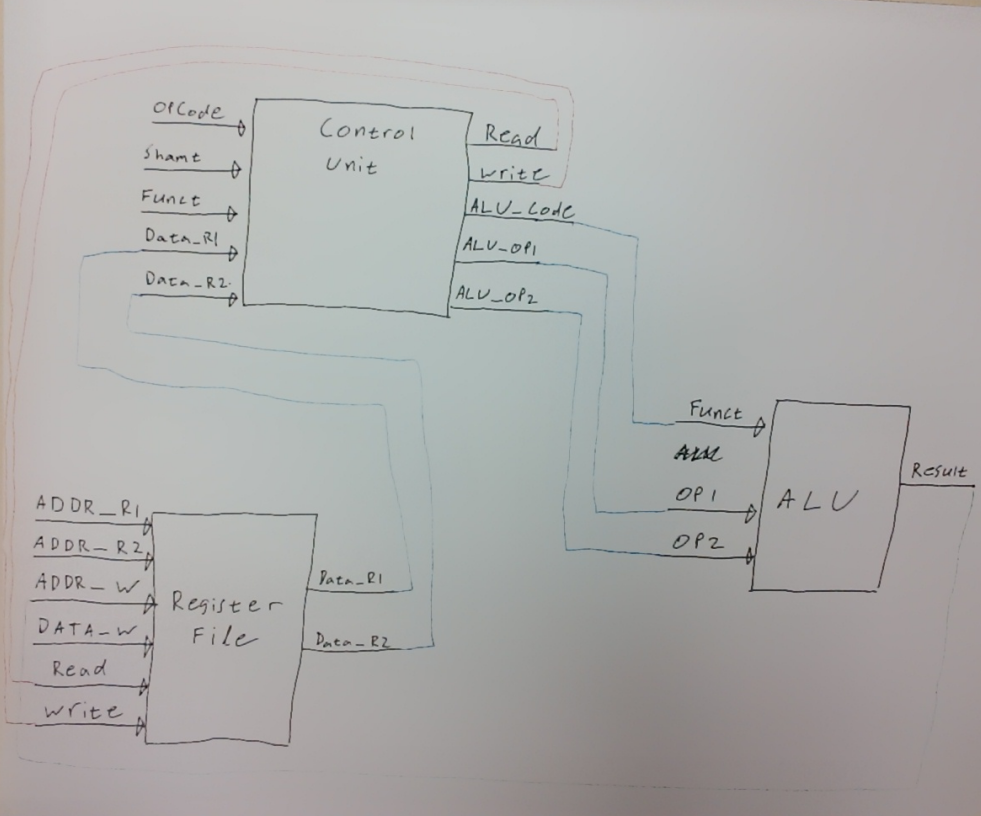 OPCode
Shamt
Funct
Data_R1
Data_R2
Control
Unit
Read
write
ALU_Code
ALU_OP1
ALU_OP2
Funct
OP1
OP2
ALU
Result
ADDR_R1
ADDR_R2
ADDR_W
DATA_W
Read
write
Register
File
Data_R1
Data_R2